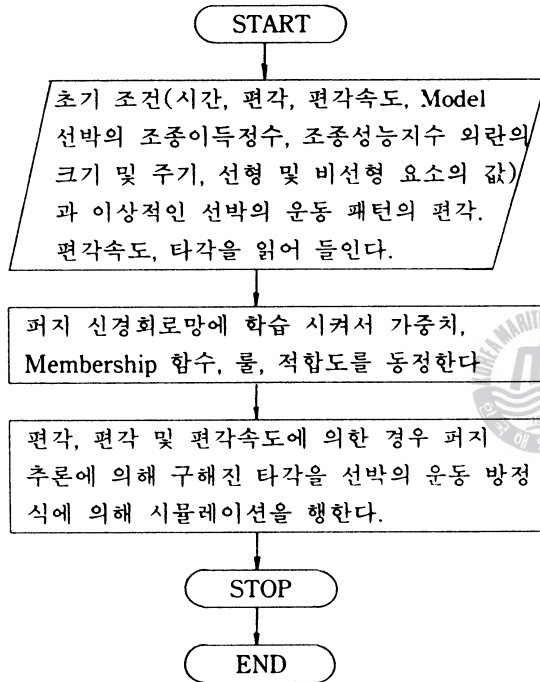 START
초기 조건(시간, 편각, 편각속도, Model
선박의 조종이득정수, 조종성능지수 외란의
크기 및 주기, 선형 및 비선형 요소의 값)
과 이상적인 선박의 운동 패턴의 편각.
편각속도, 타각을 읽어 들인다.
퍼지 신경회로망에 학습 시켜서 가중치,
Membership 함수, 룰, 적합도를 동정한다
편각, 편각 및 편각속도에 의한 경우 퍼지
추론에 의해 구해진 타각을 선박의 운동 방정
식에 의해 시뮬레이션을 행한다.
STOP
END